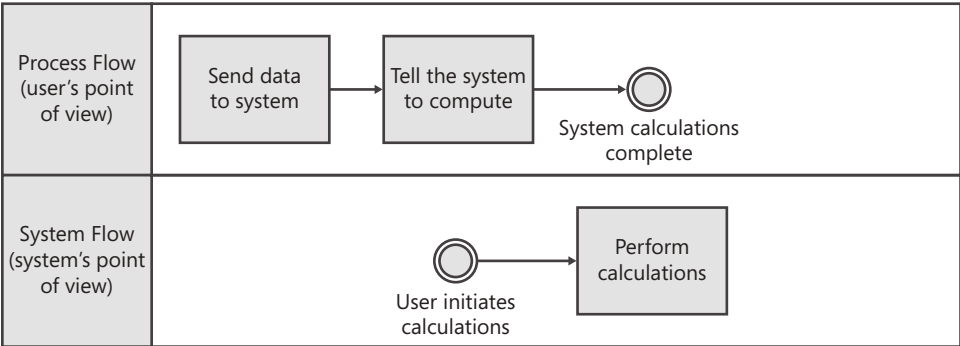 Process Flow
(user's point
of view)
Send data
to system
Tell the system
to compute
System calculations
complete
System Flow
(system's point
of view)
User initiates
calculations
Perform
calculations